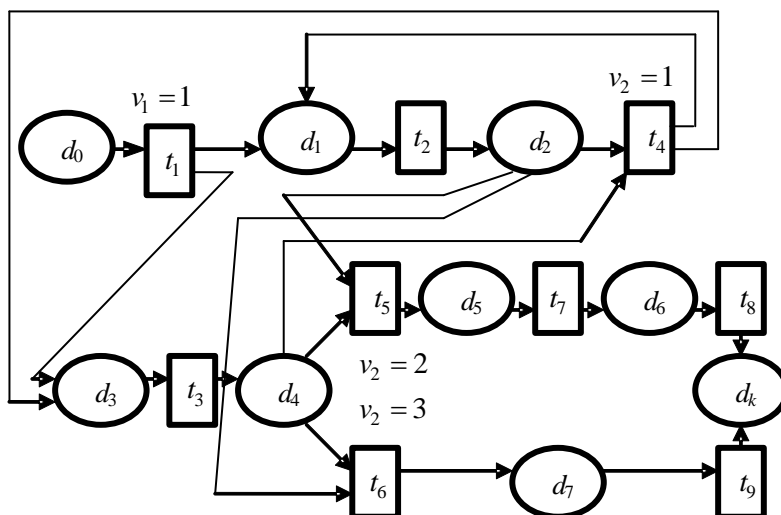 v₁ = 1
v₂ = 1
d₀
t₁
d₁
t₂
d₂
t₄
t₅
d₅
t₇
d₆
t₈
d₃
t₃
d₄
v₂ = 2
dₖ
v₂ = 3
t₆
d₇
t₉